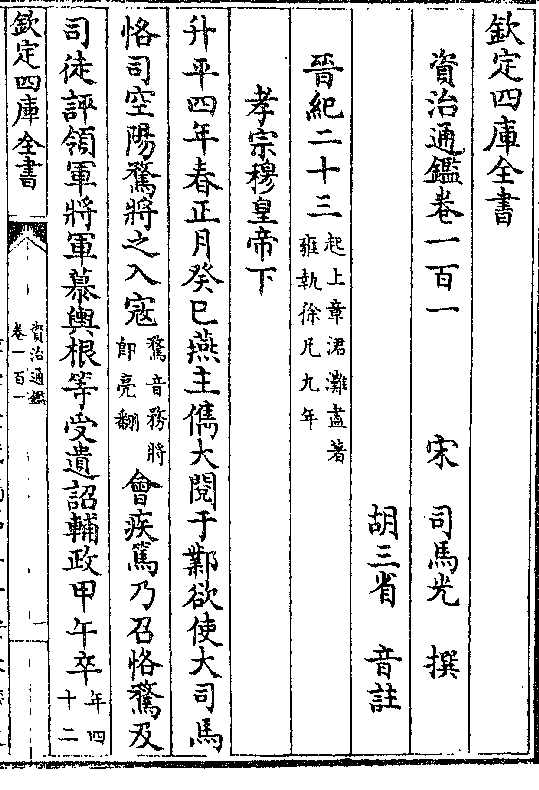 欽定四庫全書
資治通鑑卷一百一
宋 司馬光 撰
胡三省 音註
晉紀二十三起上章涒灘盡著雍執徐凡九年
孝宗穆皇帝下
升平四年春正月癸巳燕主儁大閱于鄴欲使大司馬
恪司空陽騖將之入寇騖音務將即亮翻會疾篤乃召恪騖及
司徒評領軍將軍慕輿根等受遺詔輔政甲午卒年四十二
欽定四庫全書
資治通鑑
卷一百一